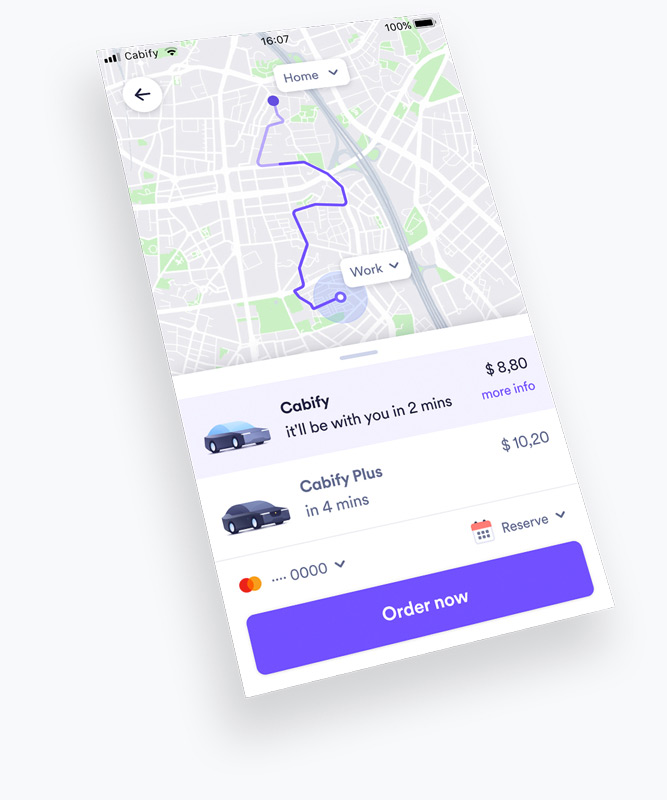 Cabify
16:07
100%
Home
Work
Cabify
$ 8,80
it'll be with you in 2 mins
more info
Cabify Plus
$ 10,20
in 4 mins
Reserve
···· 0000
Order now